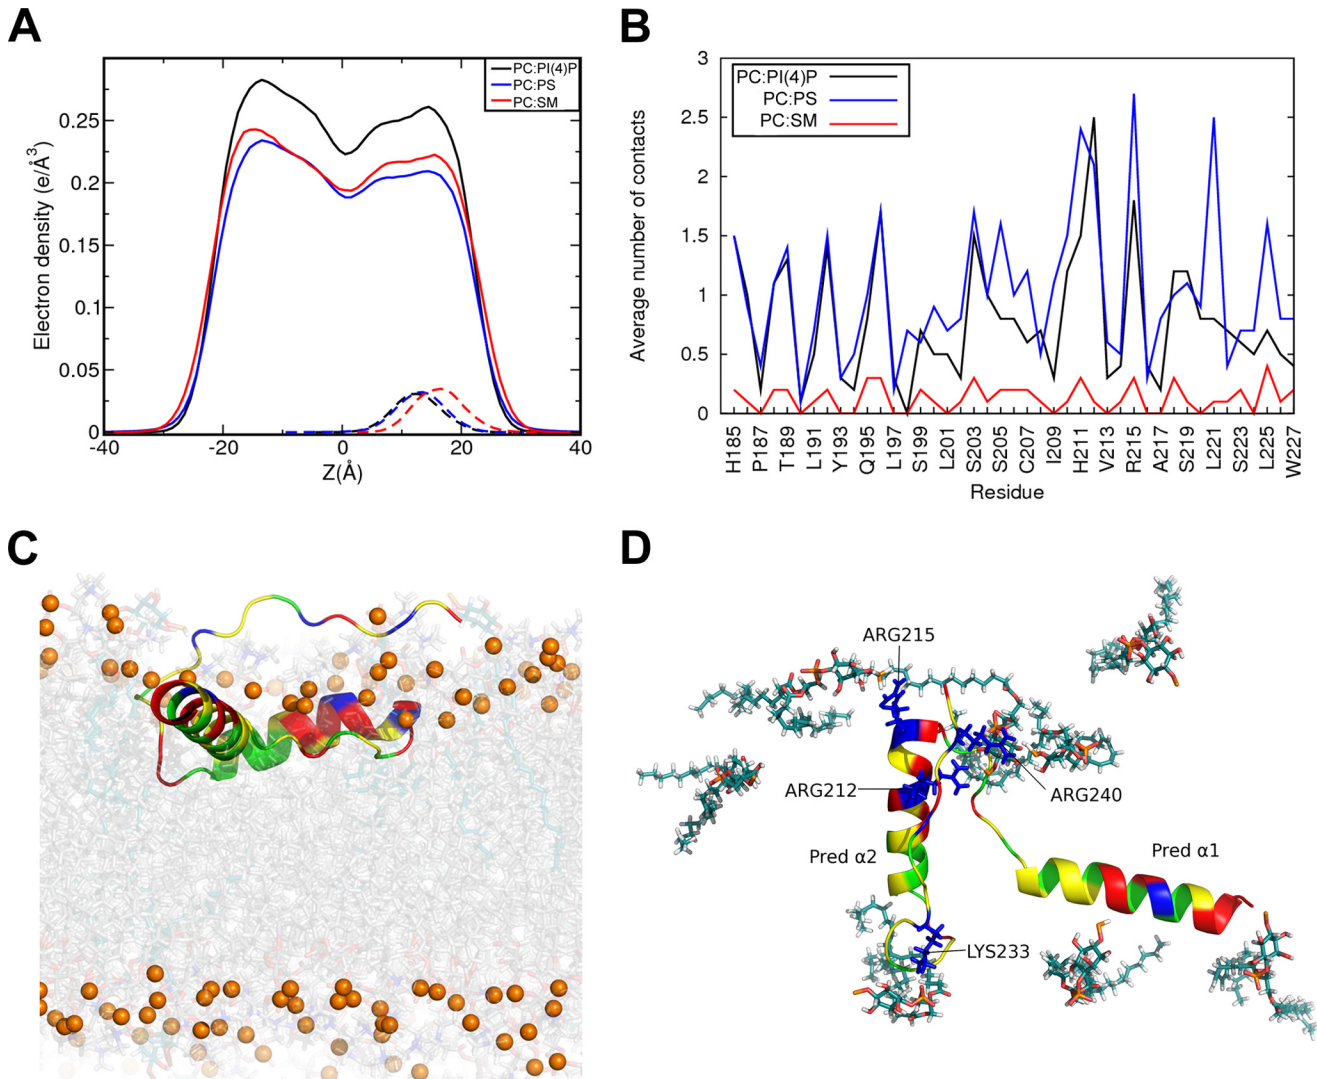 A
PC:PI(4)P
PC:PS
PC:SM
0.25
0.2
0.15
0.1
0.05
0
-40
-20
0
20
40
Electron density (e/Å³)
Z(Å)
B
PC:PI(4)P
PC:PS
PC:SM
3
2.5
2
1.5
1
0.5
0
Average number of contacts
H185
P187
T189
L191
Y193
Q195
L197
S199
L201
S203
S205
C207
I209
H211
V213
R215
A217
S219
L221
S223
L225
W227
Residue
C
D
ARG215
ARG212
ARG240
Pred α2
Pred α1
LYS233